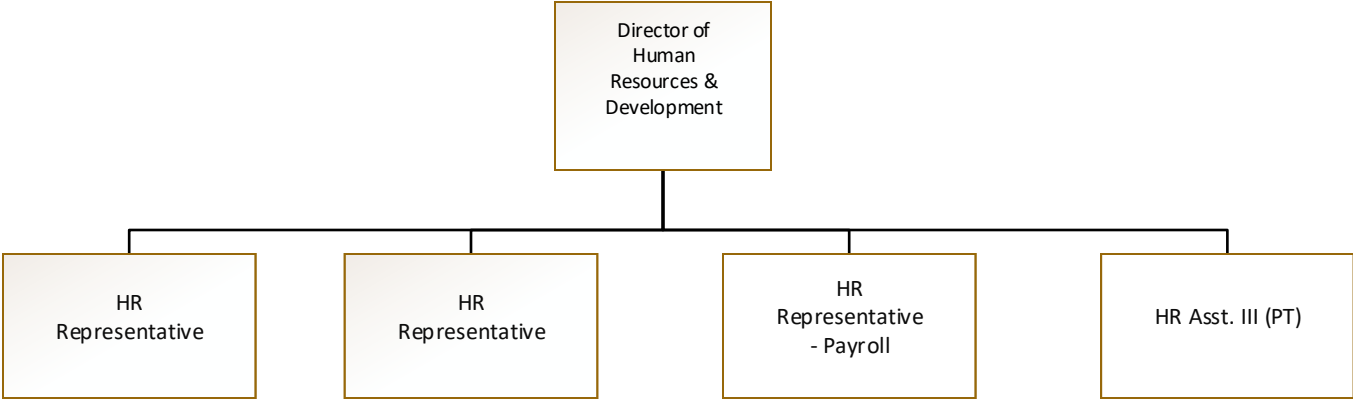 Director of
Human
Resources &
Development
HR
Representative
HR
Representative
HR
Representative
- Payroll
HR Asst. III (PT)